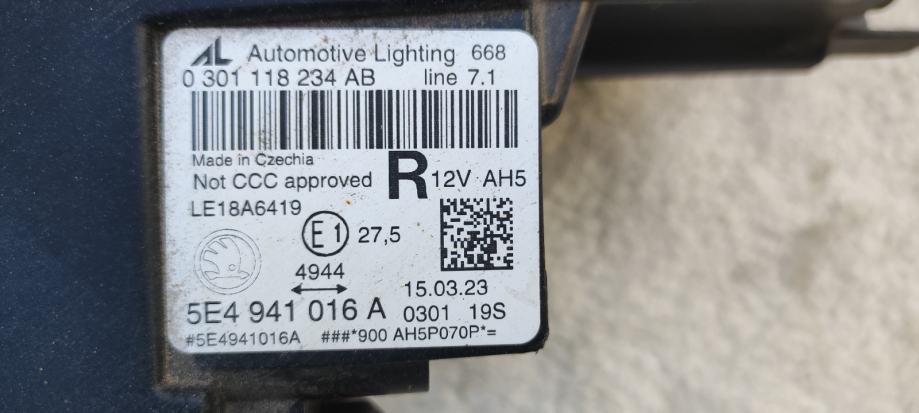 AL Automotive Lighting 668
0 301 118 234 AB line 7.1
Made in Czechia
Not CCC approved R 12V AH5
LE18A6419
E1 27,5
4944
15.03.23
5E4 941 016 A 0301 19S
#5E4941016A ###*900 AH5P070P*=